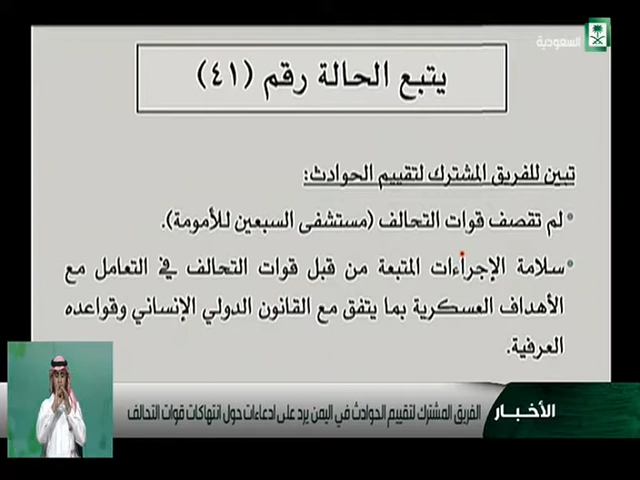 السعودية
يتبع الحالة رقم (٤١)
تبين للفريق المشترك لتقييم الحوادث:
• لم تقصف قوات التحالف (مستشفى السبعين للأمومة).
• سلامة الإجراءات المتبعة من قبل قوات التحالف في التعامل مع
الأهداف العسكرية بما يتفق مع القانون الدولي الإنساني وقواعده
العرفية.
الأخبار
الفريق المشترك لتقييم الحوادث في اليمن يرد على ادعاءات حول انتهاكات قوات التحالف